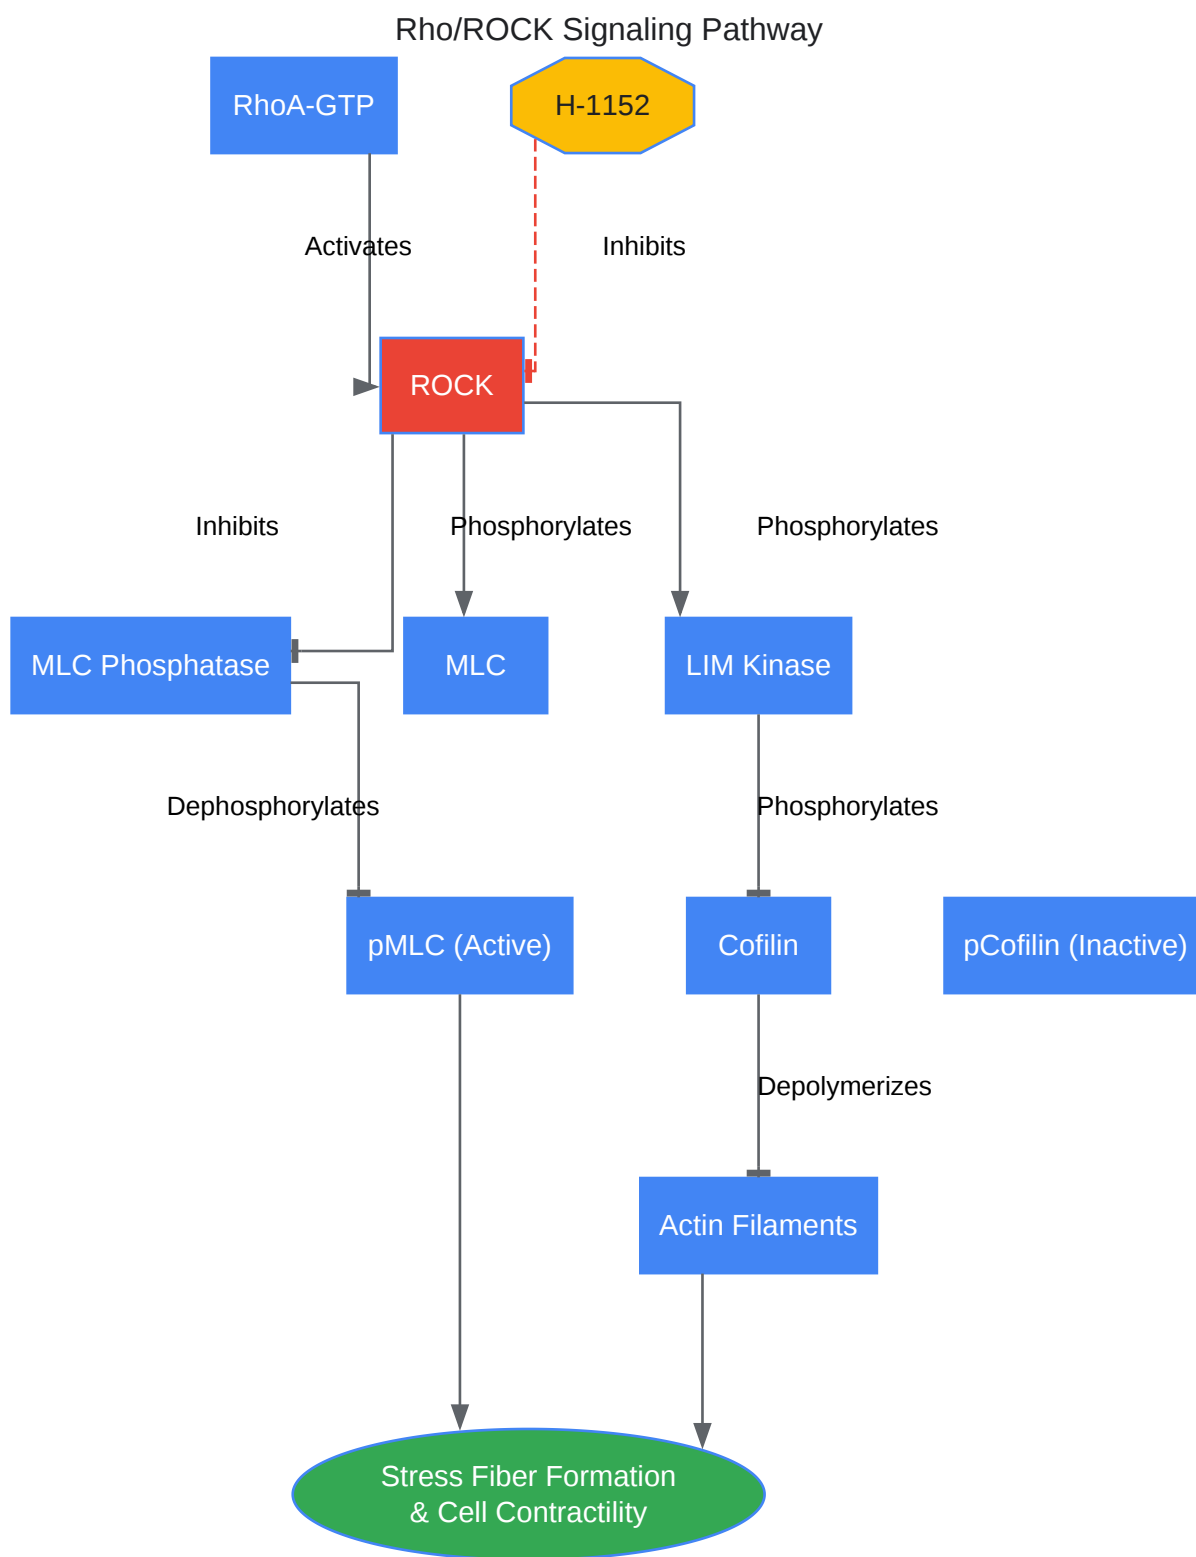 Rho/ROCK Signaling Pathway
RhoA-GTP
H-1152
Activates
Inhibits
ROCK
Inhibits
Phosphorylates
Phosphorylates
MLC Phosphatase
MLC
LIM Kinase
Dephosphorylates
Phosphorylates
pMLC (Active)
Cofilin
pCofilin (Inactive)
Depolymerizes
Actin Filaments
Stress Fiber Formation
& Cell Contractility